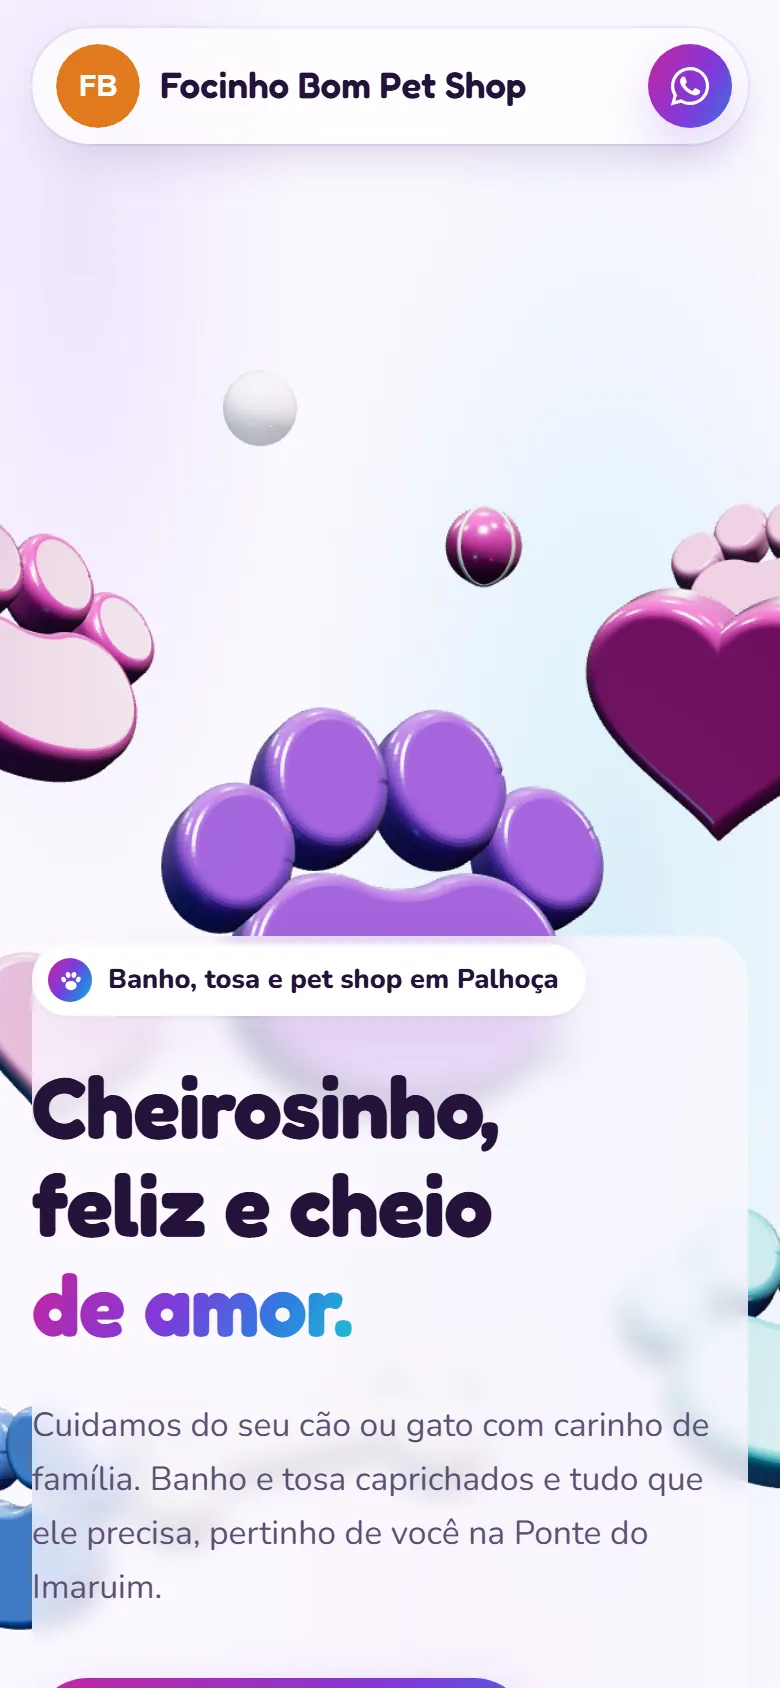 FB
Focinho Bom Pet Shop
Banho, tosa e pet shop em Palhoça
Cheirosinho,
feliz e cheio
de amor.
Cuidamos do seu cão ou gato com carinho de
família. Banho e tosa caprichados e tudo que
ele precisa, pertinho de você na Ponte do
Imaruim.